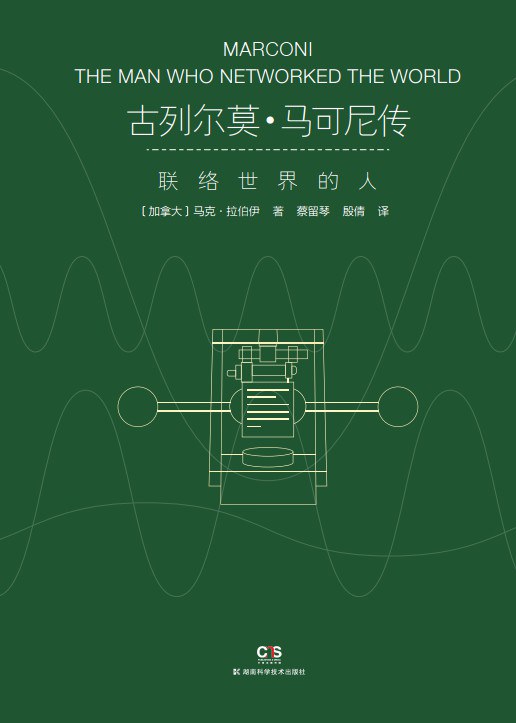 MARCONI
THE MAN WHO NETWORKED THE WORLD
古列尔莫·马可尼传
联络世界的人
[加拿大]马克·拉伯伊 著 蔡留琴 殷倩 译
湖南科学技术出版社